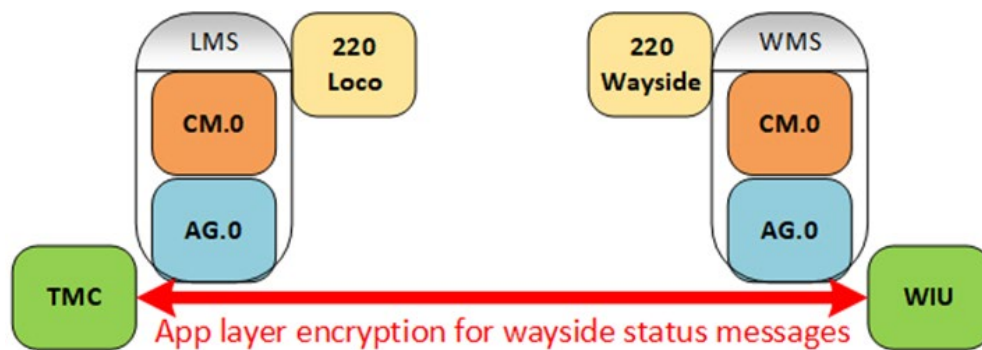 LMS
220
Loco
220
Wayside
WMS
CM.0
CM.0
AG.0
AG.0
TMC
WIU
App layer encryption for wayside status messages